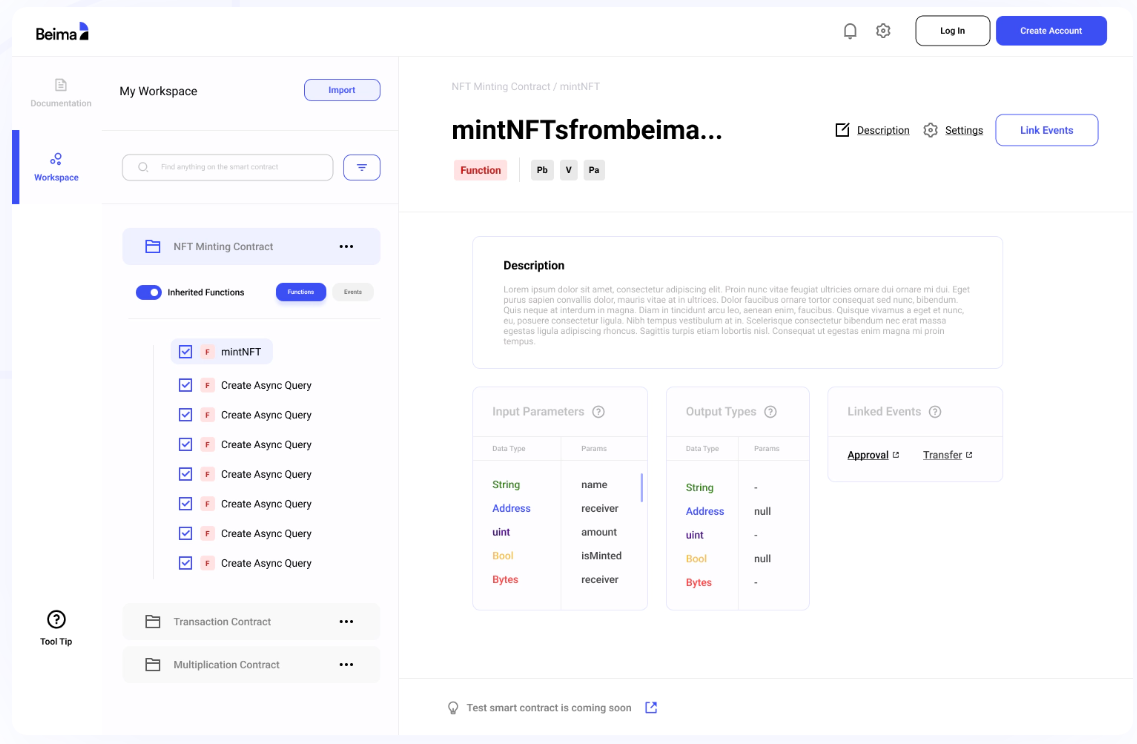 Beima
Log In
Create Account
Documentation
Workspace
Tool Tip
My Workspace
Import
Find anything on the smart contract
NFT Minting Contract
Inherited Functions
Functions
Events
F mintNFT
F Create Async Query
F Create Async Query
F Create Async Query
F Create Async Query
F Create Async Query
F Create Async Query
F Create Async Query
Transaction Contract
Multiplication Contract
NFT Minting Contract / mintNFT
mintNFTsfrombeima...
Description
Settings
Link Events
Function
Pb
V
Pa
Description
Lorem ipsum dolor sit amet, consectetur adipiscing elit. Proin nunc vitae feugiat ultricies ornare dui ornare mi dui. Eget
purus sapien convallis dolor, mauris vitae at in ultrices. Dolor faucibus ornare tortor consequat sed nunc, bibendum.
Quis neque at interdum in magna. Diam in tincidunt arcu leo, aenean enim, faucibus. Quisque vivamus a eget et nunc,
eu, posuere consectetur ligula. Nibh tempus vestibulum at in. Scelerisque consectetur bibendum nec erat massa
egestas ligula adipiscing rhoncus. Sagittis turpis etiam lobortis nisl. Consequat ut egestas enim magna mi proin
tempus.
Input Parameters ?
Data Type Params
String name
Address receiver
uint amount
Bool isMinted
Bytes receiver
Output Types ?
Data Type Params
String -
Address null
uint -
Bool null
Bytes -
Linked Events ?
Approval
Transfer
Test smart contract is coming soon